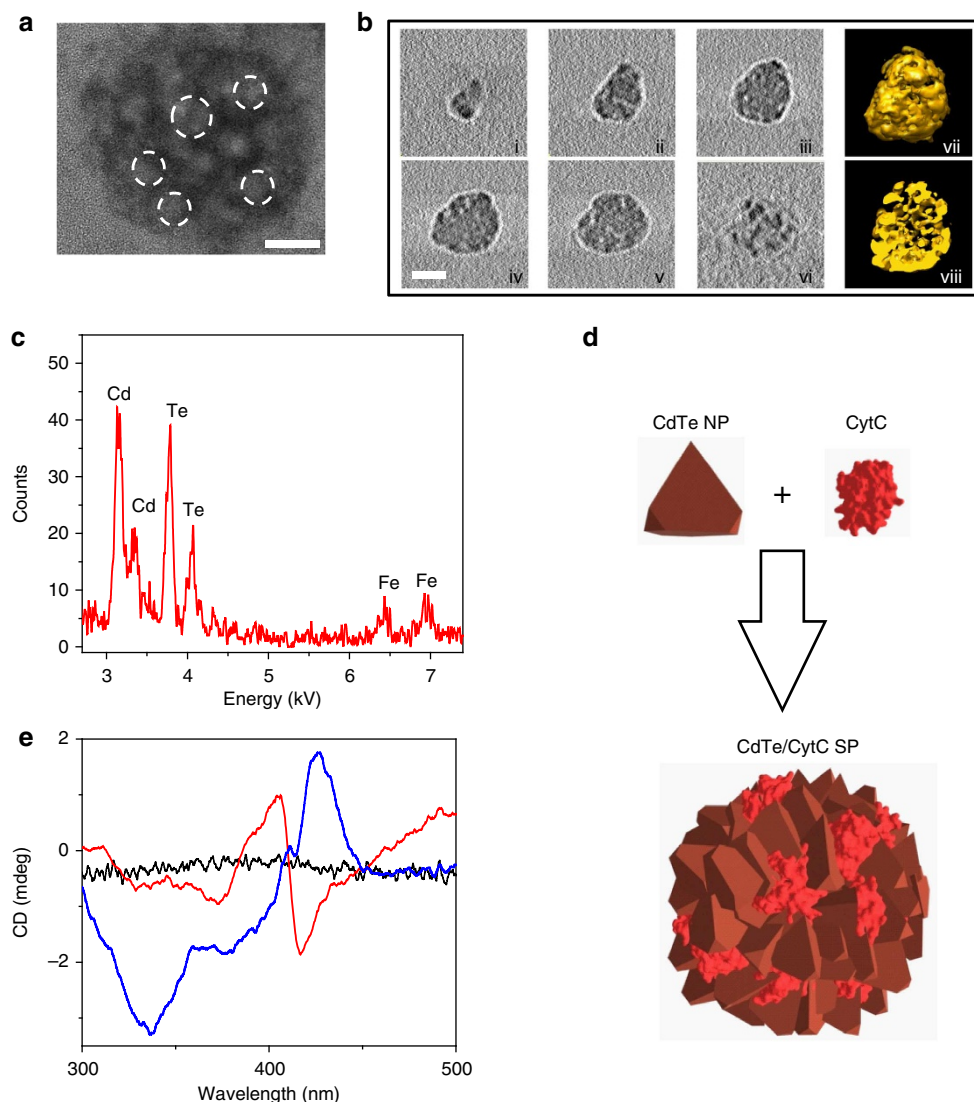 a
b
i
ii
iii
vii
iv
v
vi
viii
c
50
40
30
20
10
0
Counts
Cd
Cd
Te
Te
Fe
Fe
3
4
5
6
7
Energy (kV)
d
CdTe NP
CytC
+
CdTe/CytC SP
e
2
0
–2
CD (mdeg)
300
400
500
Wavelength (nm)